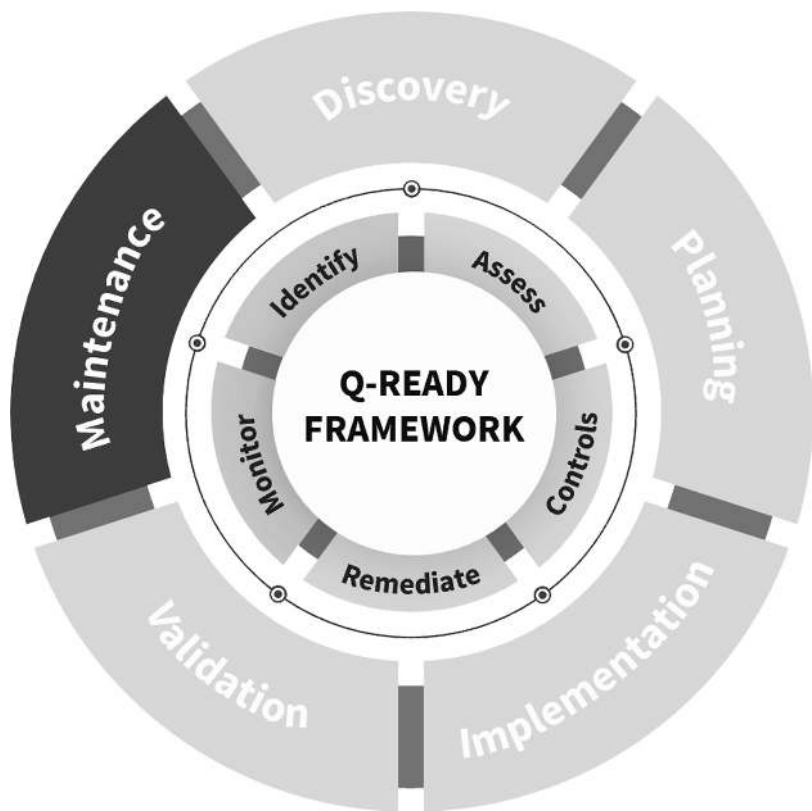 Discovery
Planning
Implementation
Validation
Maintenance
Identify
Assess
Controls
Remediate
Monitor
Q-READY
FRAMEWORK